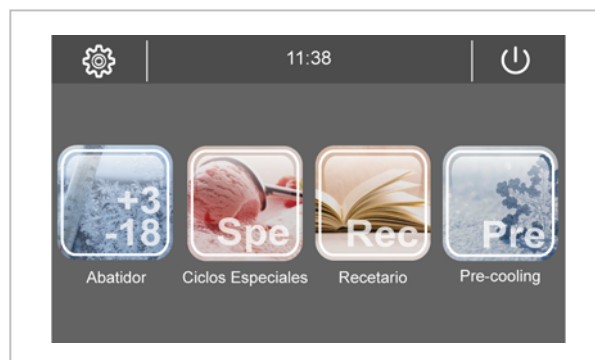 11:38
+3
-18
Spe
Rec
Pre
Abatidor
Ciclos Especiales
Recetario
Pre-cooling